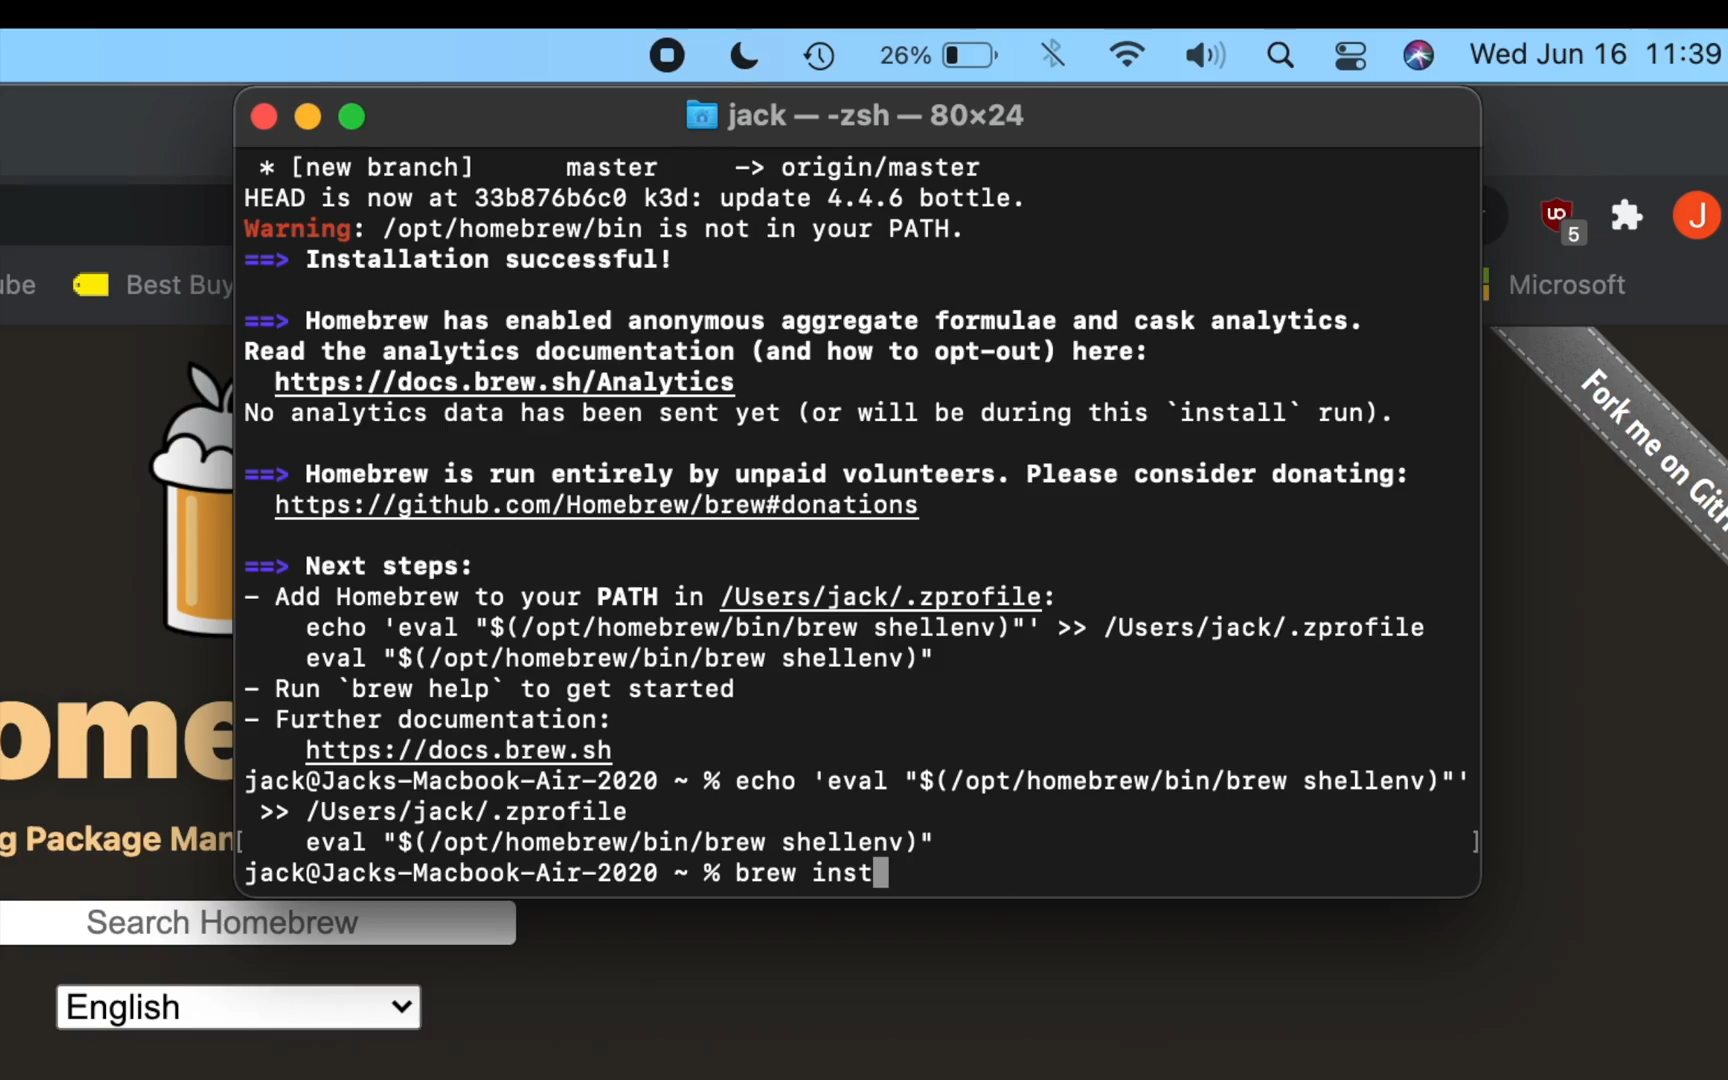 26%
Wed Jun 16 11:39
jack — -zsh — 80×24
* [new branch]      master     -> origin/master
HEAD is now at 33b876b6c0 k3d: update 4.4.6 bottle.
Warning: /opt/homebrew/bin is not in your PATH.
==> Installation successful!
==> Homebrew has enabled anonymous aggregate formulae and cask analytics.
Read the analytics documentation (and how to opt-out) here:
https://docs.brew.sh/Analytics
No analytics data has been sent yet (or will be during this `install` run).
==> Homebrew is run entirely by unpaid volunteers. Please consider donating:
https://github.com/Homebrew/brew#donations
==> Next steps:
- Add Homebrew to your PATH in /Users/jack/.zprofile:
echo 'eval "$(/opt/homebrew/bin/brew shellenv)"' >> /Users/jack/.zprofile
eval "$(/opt/homebrew/bin/brew shellenv)"
- Run `brew help` to get started
- Further documentation:
https://docs.brew.sh
jack@Jacks-Macbook-Air-2020 ~ % echo 'eval "$(/opt/homebrew/bin/brew shellenv)"'
>> /Users/jack/.zprofile
[    eval "$(/opt/homebrew/bin/brew shellenv)"    ]
jack@Jacks-Macbook-Air-2020 ~ % brew inst
uo
5
J
ube
Best Buy
Microsoft
Fork me on GitH
ome
g Package Man
Search Homebrew
English